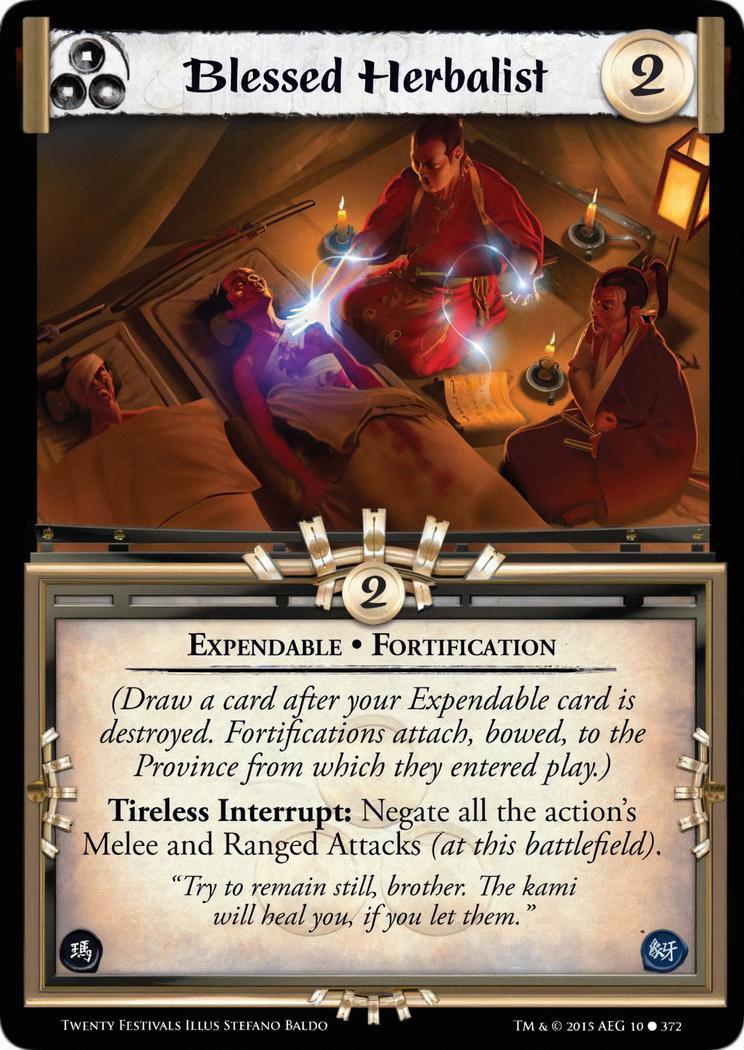 Blessed Herbalist
2
2
Expendable • Fortification
(Draw a card after your Expendable card is
destroyed. Fortifications attach, bowed, to the
Province from which they entered play.)
Tireless Interrupt: Negate all the action's
Melee and Ranged Attacks (at this battlefield).
"Try to remain still, brother. The kami
will heal you, if you let them."
瑪
Twenty Festivals Illus Stefano Baldo
TM & © 2015 AEG 10 ● 372